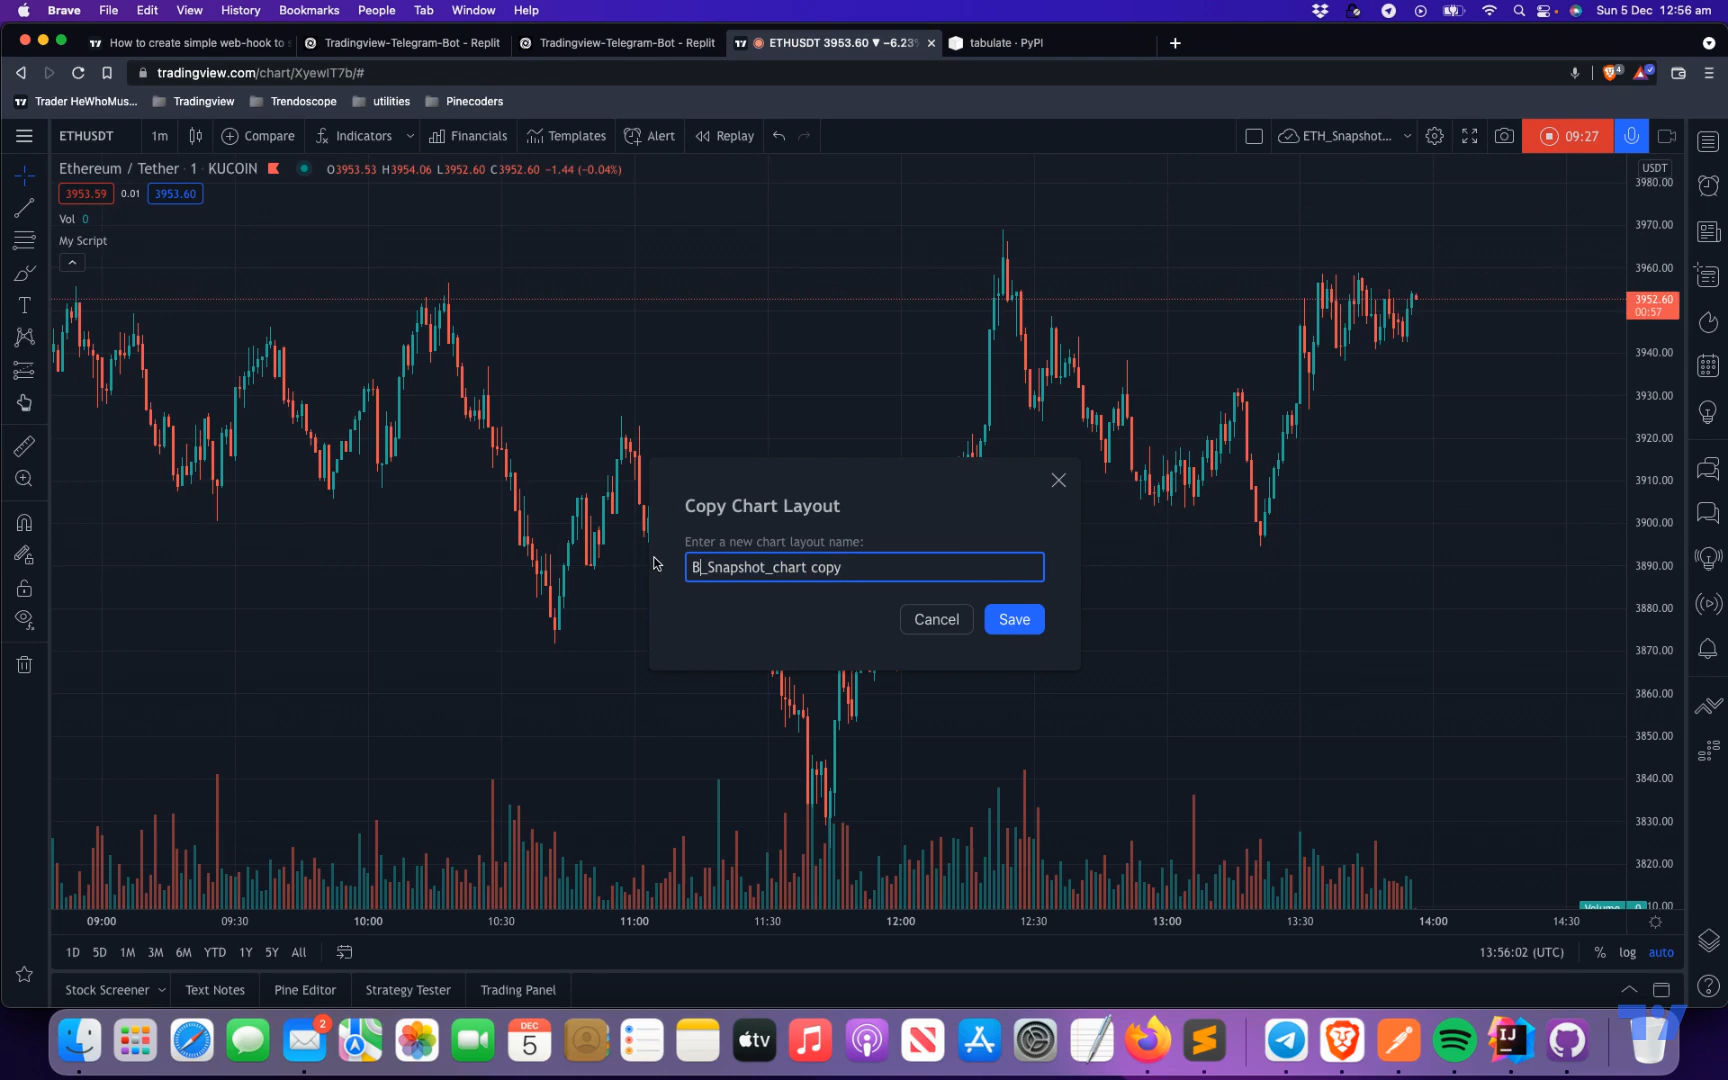 Brave File Edit View History Bookmarks People Tab Window Help Sun 5 Dec 12:56 am
How to create simple web-hook to s Tradingview-Telegram-Bot - Replit Tradingview-Telegram-Bot - Replit ETHUSDT 3953.60 ▼ −6.23% tabulate · PyPI
tradingview.com/chart/XyewIT7b/#
Trader HeWhoMus... Tradingview Trendoscope utilities Pinecoders
ETHUSDT 1m Compare Indicators Financials Templates Alert Replay ETH_Snapshot... 09:27
Ethereum / Tether · 1 · KUCOIN O3953.53 H3954.06 L3952.60 C3952.60 −1.44 (−0.04%)
USDT
3953.59 0.01 3953.60
Vol 0
My Script
3980.00
3970.00
3960.00
3952.60
00:57
3940.00
3930.00
3920.00
3910.00
3900.00
3890.00
3880.00
3870.00
3860.00
3850.00
3840.00
3830.00
3820.00
Copy Chart Layout
Enter a new chart layout name:
B_Snapshot_chart copy
Cancel Save
09:00 09:30 10:00 10:30 11:00 11:30 12:00 12:30 13:00 13:30 14:00 14:30
1D 5D 1M 3M 6M YTD 1Y 5Y All 13:56:02 (UTC) % log auto
Stock Screener Text Notes Pine Editor Strategy Tester Trading Panel
2
DEC
5
tv
IJ